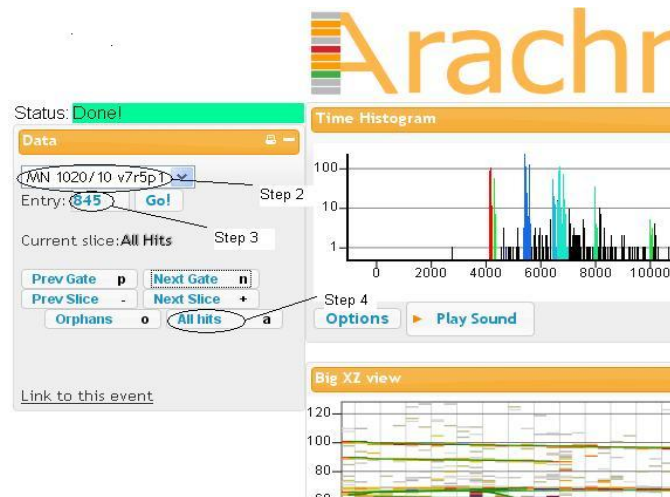 Arachn
Status: Done!
Data
MN 1020/10 v7r5p1
Step 2
Entry: 845 Go!
Step 3
Current slice: All Hits
Prev Gate p Next Gate n
Prev Slice - Next Slice +
Step 4
Orphans o All hits a
Link to this event
Time Histogram
100
10
1
0 2000 4000 6000 8000 10000
Options Play Sound
Big XZ view
120
100
80
60